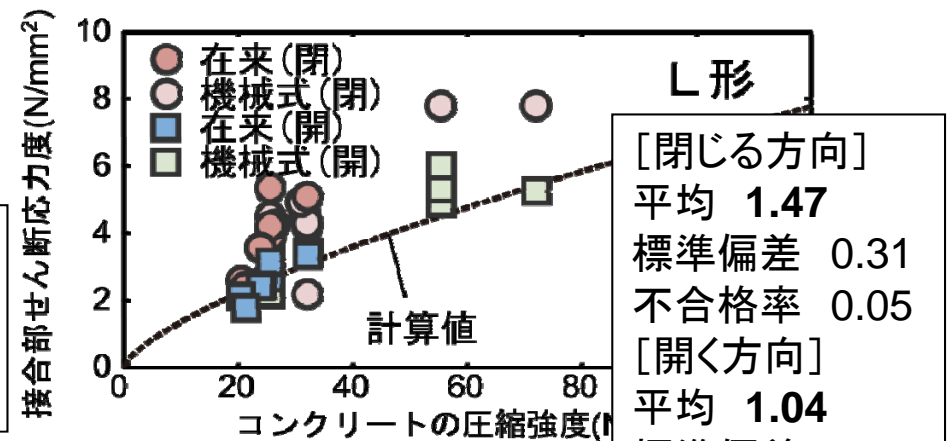 接合部せん断応力度(N/mm²)
10
8
6
4
2
0
在来(閉)
機械式(閉)
在来(開)
機械式(開)
L形
計算値
0
20
40
60
80
コンクリートの圧縮強度(
[閉じる方向]
平均 1.47
標準偏差 0.31
不合格率 0.05
[開く方向]
平均 1.04
標準偏差